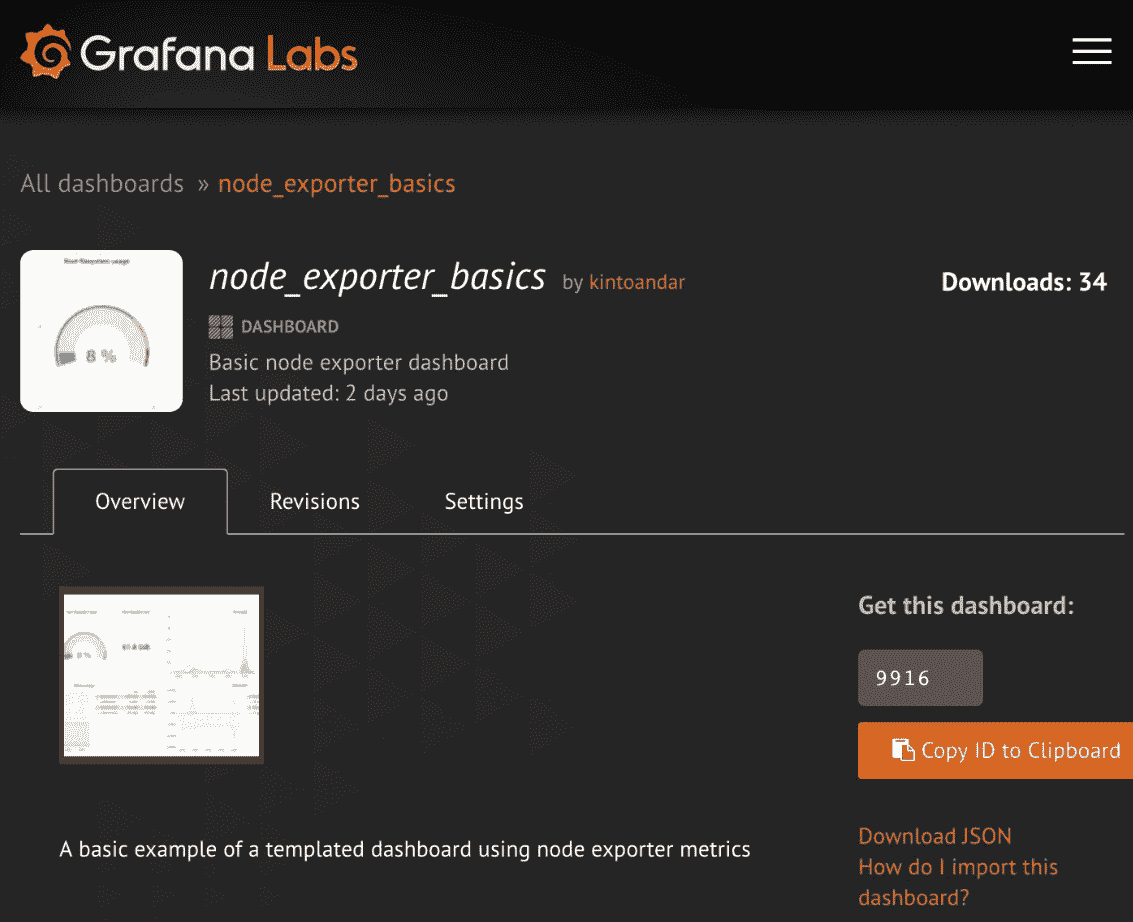 Grafana Labs
All dashboards » node_exporter_basics
node_exporter_basics by kintoandar
Downloads: 34
DASHBOARD
Basic node exporter dashboard
Last updated: 2 days ago
8 %
Overview
Revisions
Settings
Get this dashboard:
9916
Copy ID to Clipboard
A basic example of a templated dashboard using node exporter metrics
Download JSON
How do I import this
dashboard?